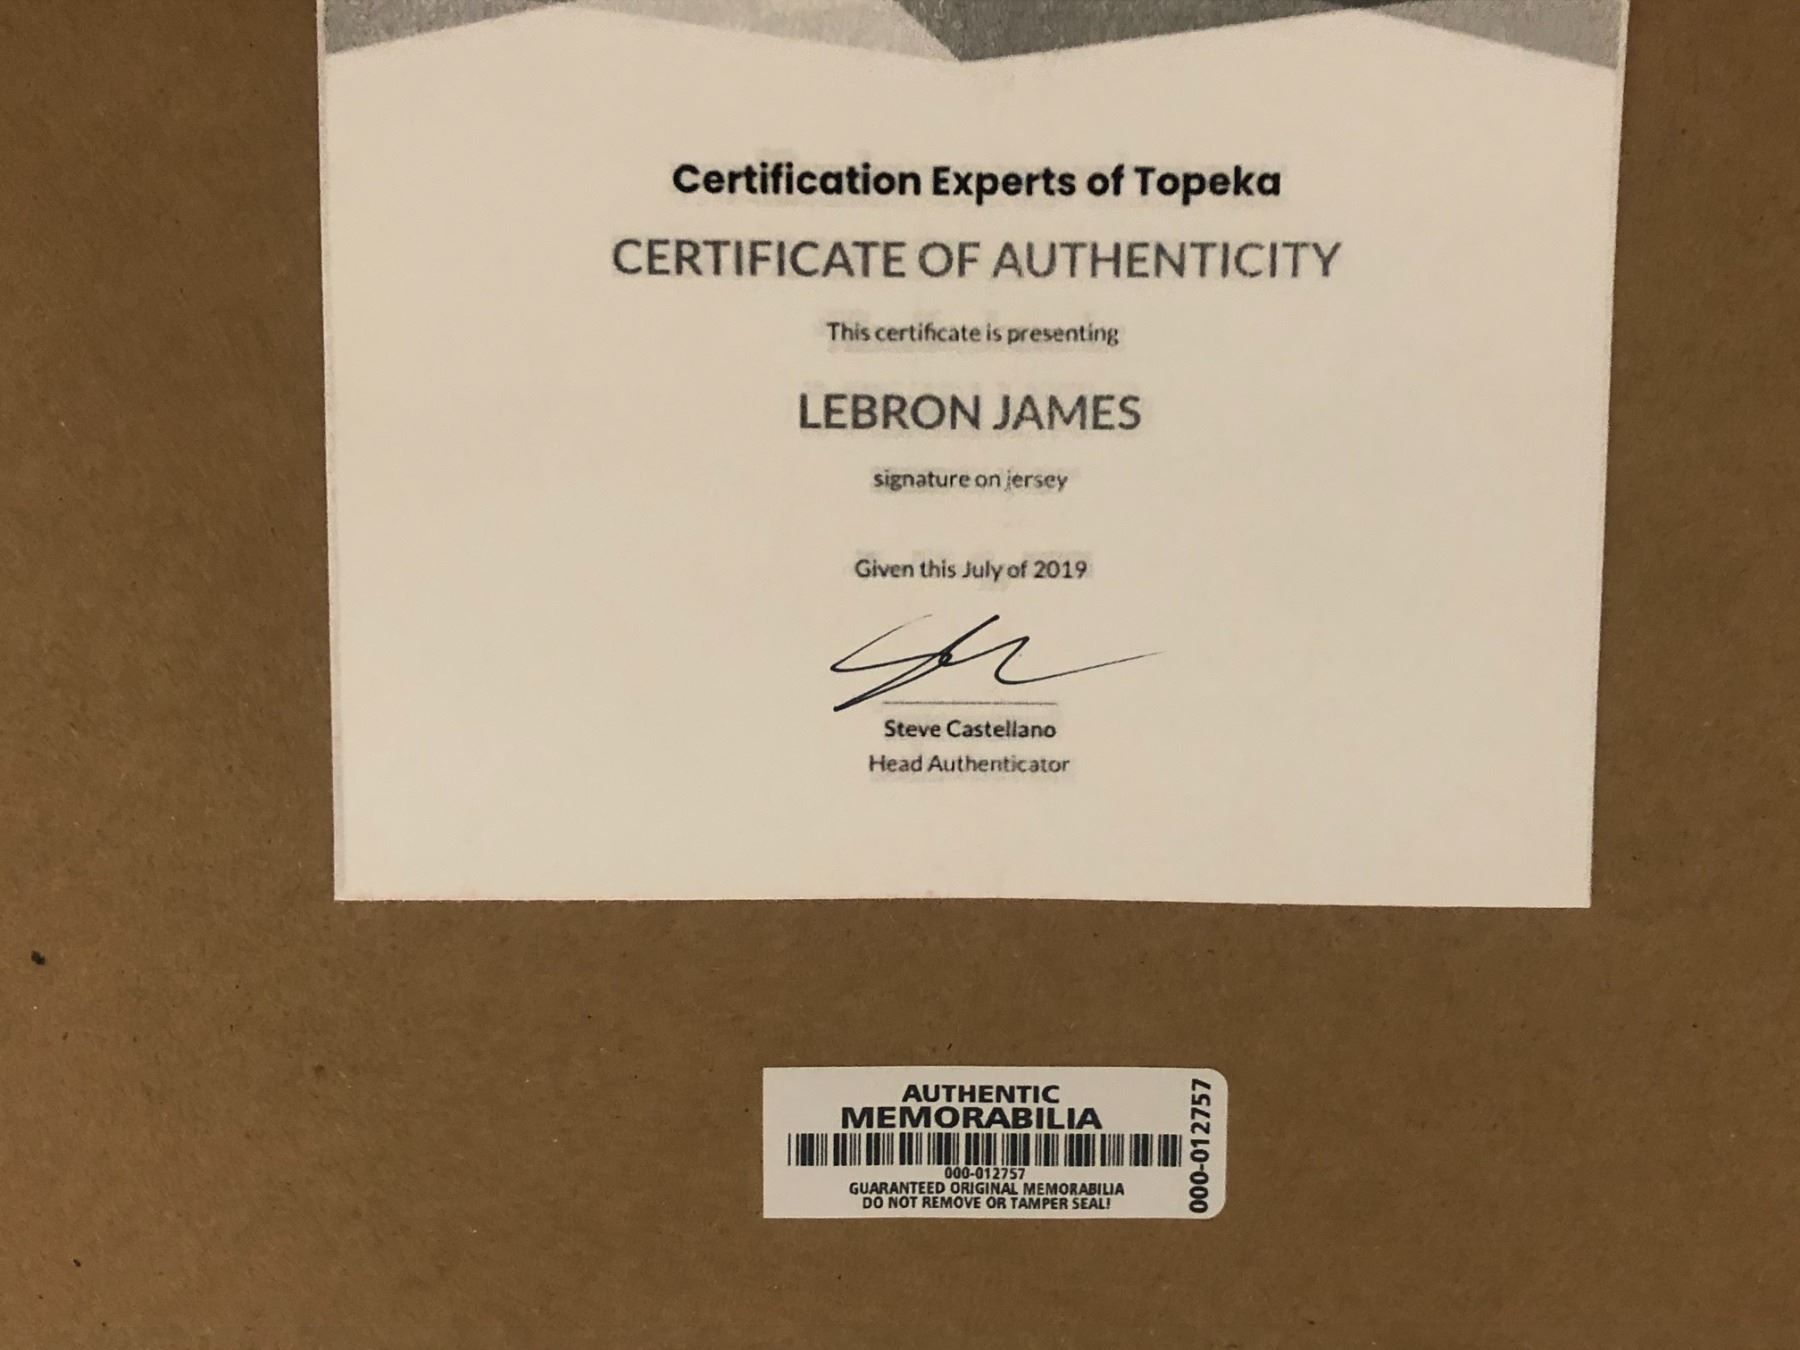 Certification Experts of Topeka
CERTIFICATE OF AUTHENTICITY
This certificate is presenting
LEBRON JAMES
signature on jersey
Given this July of 2019
Steve Castellano
Head Authenticator
AUTHENTIC
MEMORABILIA
000-012757
GUARANTEED ORIGINAL MEMORABILIA
DO NOT REMOVE OR TAMPER SEAL!
000-012757